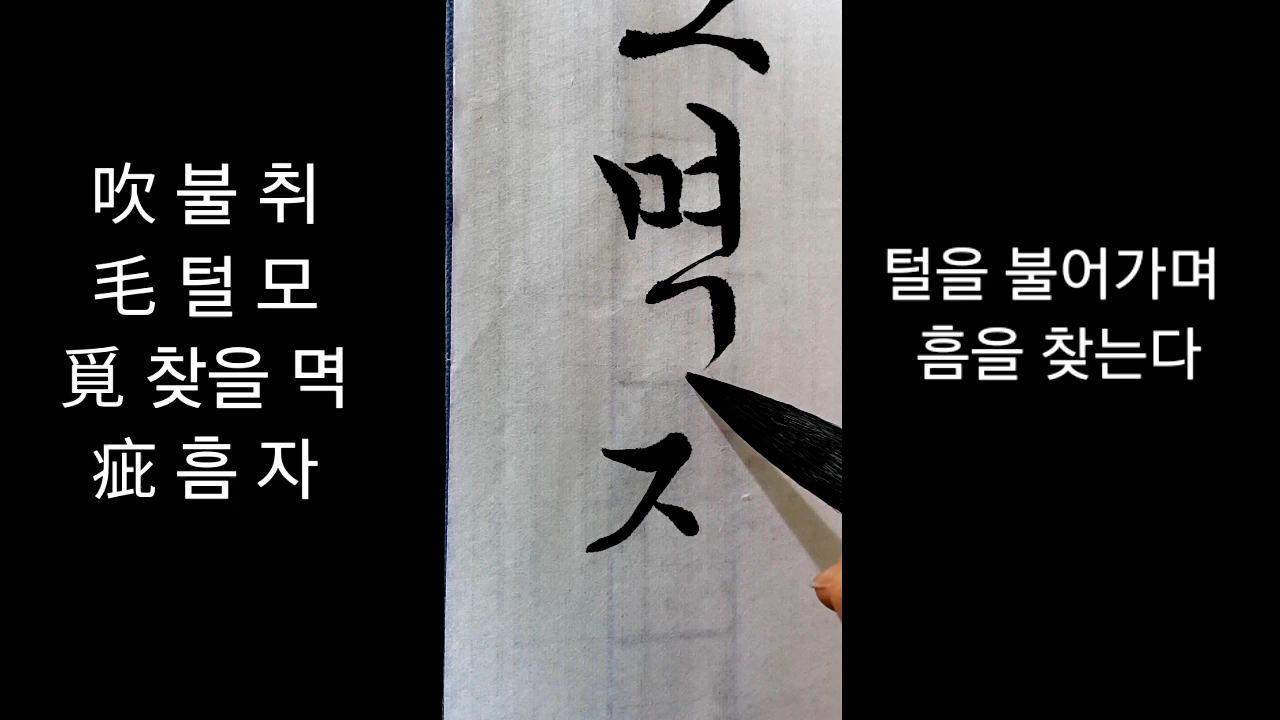 吹 불 취
毛 털 모
覓 찾을 멱
疵 흠 자
멱
ㅈ
털을 불어가며
흠을 찾는다